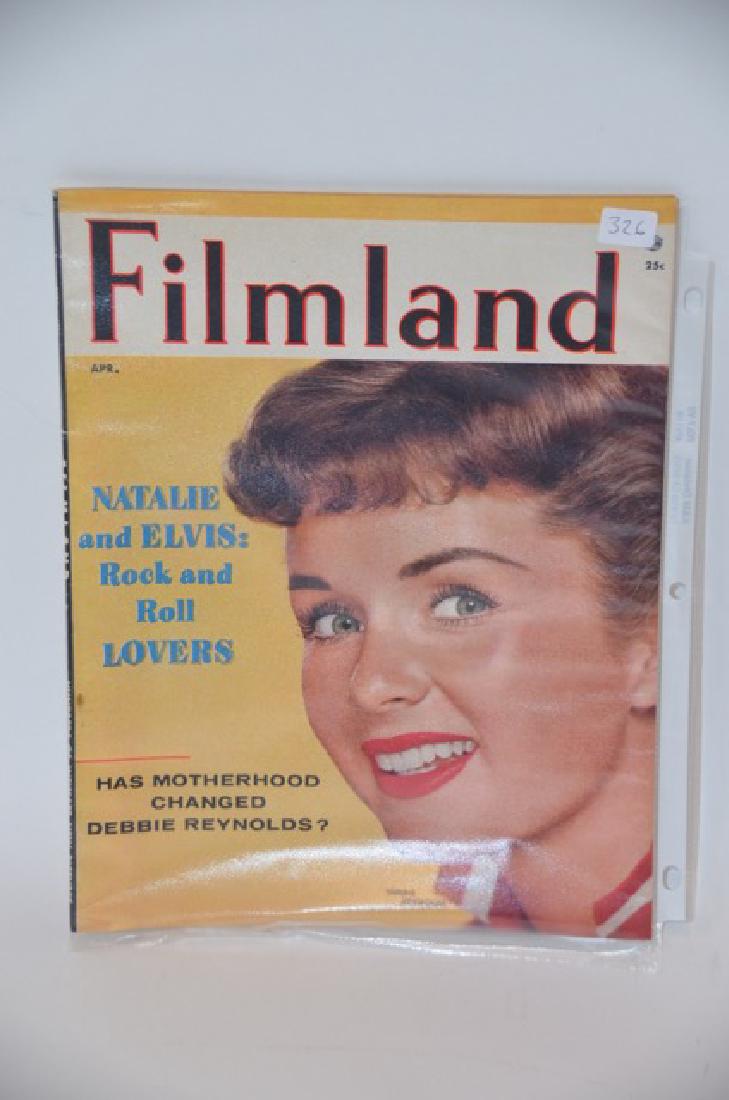 326
25c
Filmland
APR.
NATALIE
and ELVIS:
Rock and
Roll
LOVERS
HAS MOTHERHOOD
CHANGED
DEBBIE REYNOLDS?